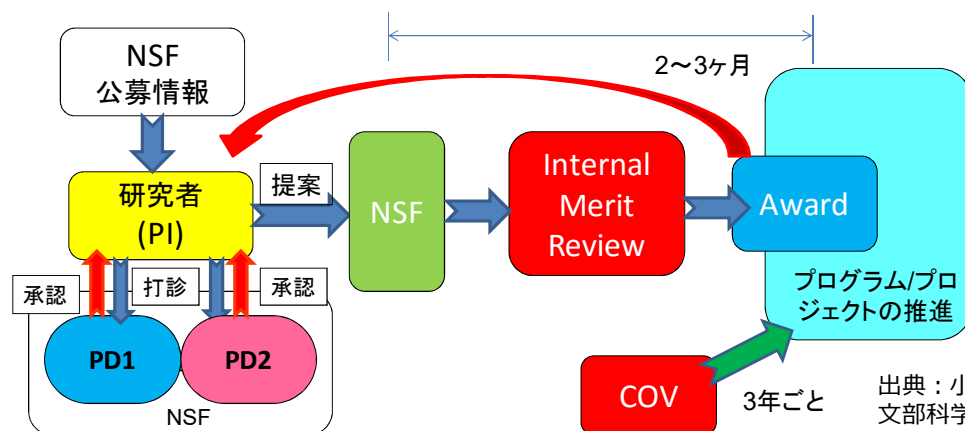 NSF
公募情報
2～3ヶ月
研究者
(PI)
提案
NSF
Internal
Merit
Review
Award
承認
打診
承認
プログラム/プロ
ジェクトの推進
PD1
PD2
NSF
COV
3年ごと
出典：小
文部科学